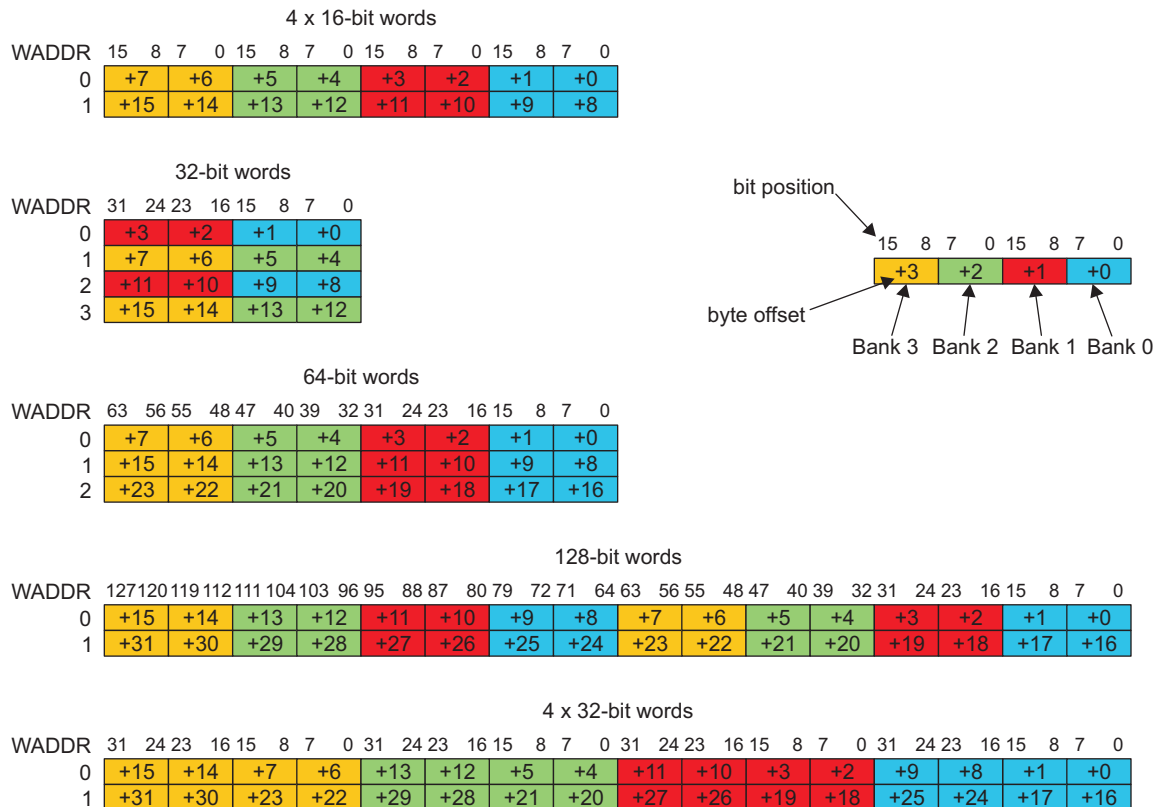 4 x 16-bit words
WADDR 15 8 7 0 15 8 7 0 15 8 7 0 15 8 7 0
0 +7 +6 +5 +4 +3 +2 +1 +0
1 +15 +14 +13 +12 +11 +10 +9 +8
32-bit words
WADDR 31 24 23 16 15 8 7 0
0 +3 +2 +1 +0
1 +7 +6 +5 +4
2 +11 +10 +9 +8
3 +15 +14 +13 +12
bit position
15 8 7 0 15 8 7 0
+3 +2 +1 +0
byte offset
Bank 3 Bank 2 Bank 1 Bank 0
64-bit words
WADDR 63 56 55 48 47 40 39 32 31 24 23 16 15 8 7 0
0 +7 +6 +5 +4 +3 +2 +1 +0
1 +15 +14 +13 +12 +11 +10 +9 +8
2 +23 +22 +21 +20 +19 +18 +17 +16
128-bit words
WADDR 127 120 119 112 111 104 103 96 95 88 87 80 79 72 71 64 63 56 55 48 47 40 39 32 31 24 23 16 15 8 7 0
0 +15 +14 +13 +12 +11 +10 +9 +8 +7 +6 +5 +4 +3 +2 +1 +0
1 +31 +30 +29 +28 +27 +26 +25 +24 +23 +22 +21 +20 +19 +18 +17 +16
4 x 32-bit words
WADDR 31 24 23 16 15 8 7 0 31 24 23 16 15 8 7 0 31 24 23 16 15 8 7 0 31 24 23 16 15 8 7 0
0 +15 +14 +7 +6 +13 +12 +5 +4 +11 +10 +3 +2 +9 +8 +1 +0
1 +31 +30 +23 +22 +29 +28 +21 +20 +27 +26 +19 +18 +25 +24 +17 +16